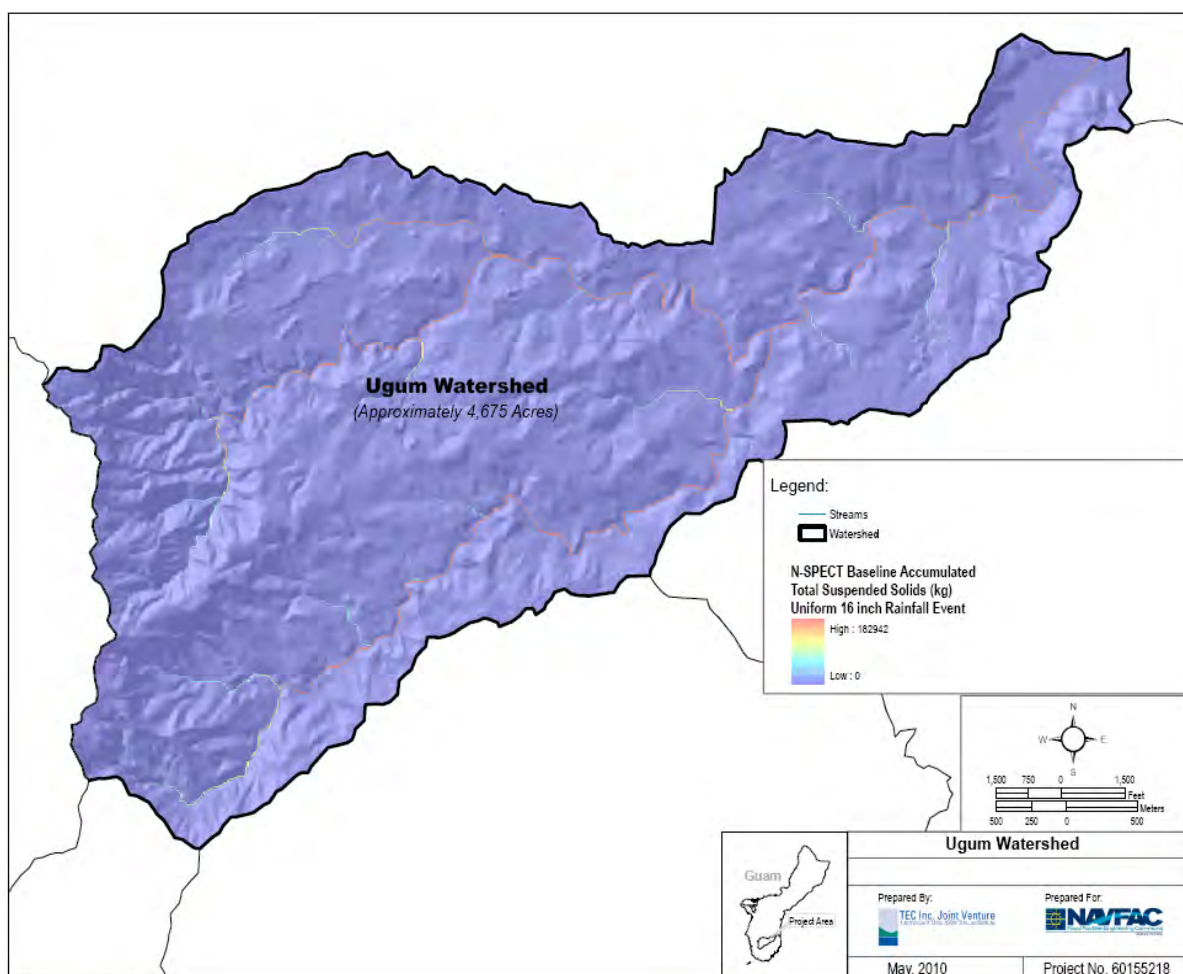 Ugum Watershed
(Approximately 4,675 Acres)
Legend:
Streams
Watershed
N-SPECT Baseline Accumulated
Total Suspended Solids (kg)
Uniform 16 inch Rainfall Event
High : 182942
Low : 0
N
W E
S
1,500 750 0 1,500
Feet
Meters
500 250 0 500
Guam
Project Area
Ugum Watershed
Prepared By:
TEC Inc. Joint Venture
Prepared For:
NAVFAC
May, 2010
Project No. 60155218